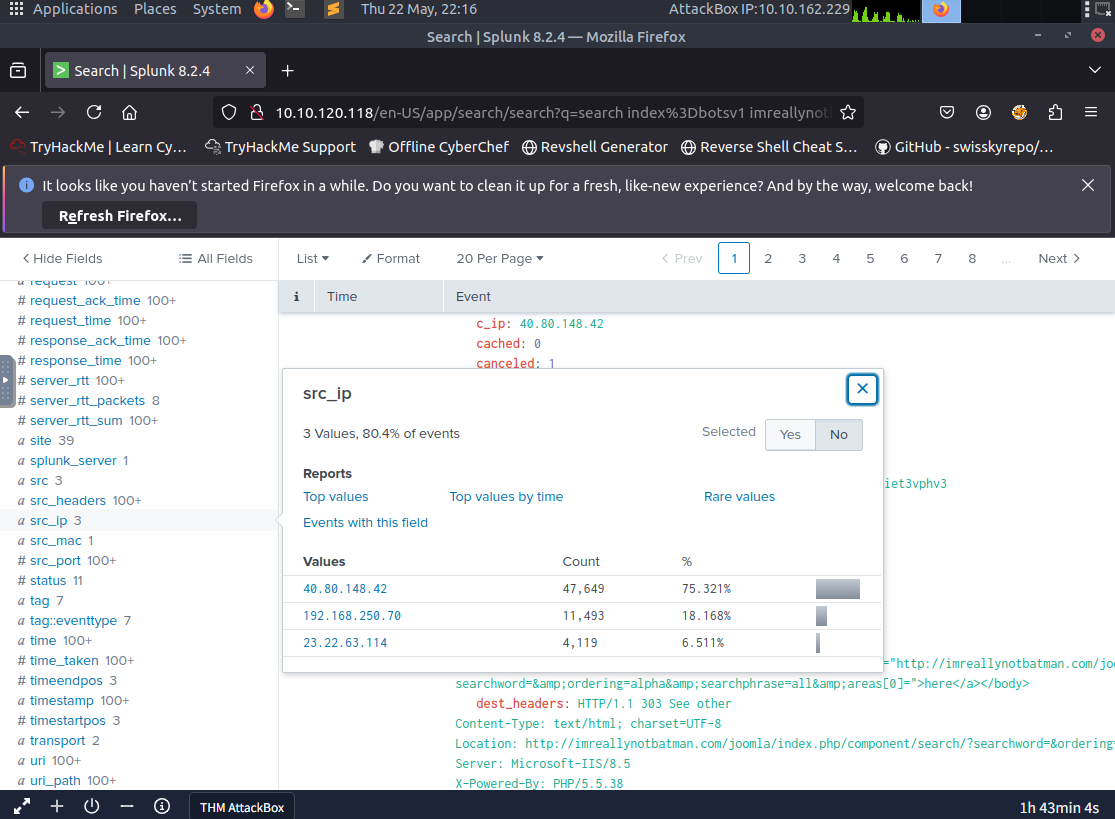 Applications Places System Thu 22 May, 22:16 AttackBox IP:10.10.162.229
Search | Splunk 8.2.4 — Mozilla Firefox
Search | Splunk 8.2.4
10.10.120.118/en-US/app/search/search?q=search index%3Dbotsv1 imreallynot
TryHackMe | Learn Cy... TryHackMe Support Offline CyberChef Revshell Generator Reverse Shell Cheat S... GitHub - swisskyrepo/...
It looks like you haven't started Firefox in a while. Do you want to clean it up for a fresh, like-new experience? And by the way, welcome back!
Refresh Firefox...
Hide Fields All Fields List Format 20 Per Page Prev 1 2 3 4 5 6 7 8 ... Next
i Time Event
a request 100+
# request_ack_time 100+
# request_time 100+
# response_ack_time 100+
# response_time 100+
# server_rtt 100+
# server_rtt_packets 8
# server_rtt_sum 100+
a site 39
a splunk_server 1
a src 3
a src_headers 100+
a src_ip 3
a src_mac 1
# src_port 100+
# status 11
a tag 7
a tag::eventtype 7
a time 100+
# time_taken 100+
# timeendpos 3
a timestamp 100+
# timestartpos 3
a transport 2
a uri 100+
a uri_path 100+
c_ip: 40.80.148.42
cached: 0
canceled: 1
src_ip
3 Values, 80.4% of events Selected Yes No
Reports
Top values Top values by time Rare values
Events with this field
Values Count %
40.80.148.42 47,649 75.321%
192.168.250.70 11,493 18.168%
23.22.63.114 4,119 6.511%
iet3vphv3
="http://imreallynotbatman.com/joo
searchword=&amp;ordering=alpha&amp;searchphrase=all&amp;areas[0]=">here</a></body>
dest_headers: HTTP/1.1 303 See other
Content-Type: text/html; charset=UTF-8
Location: http://imreallynotbatman.com/joomla/index.php/component/search/?searchword=&ordering=
Server: Microsoft-IIS/8.5
X-Powered-By: PHP/5.5.38
THM AttackBox 1h 43min 4s